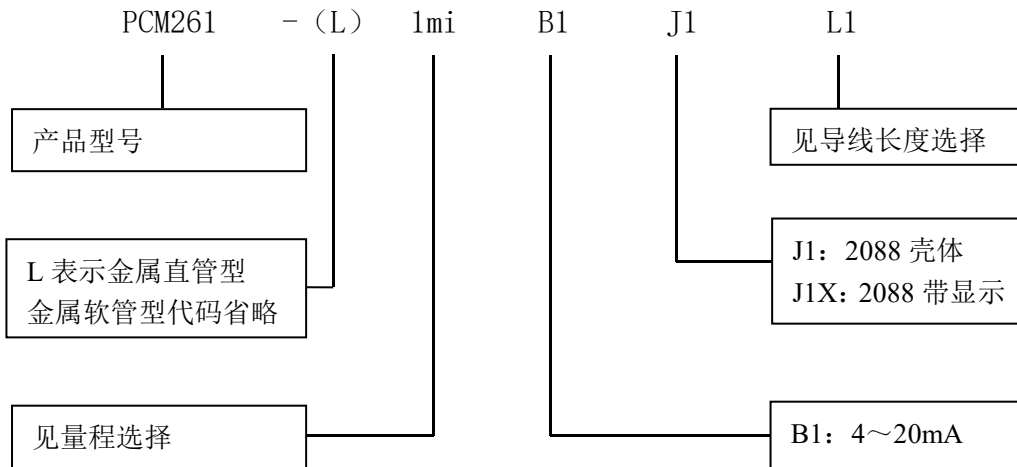 PCM261 -（L） 1mi B1 J1 L1
产品型号
见导线长度选择
L 表示金属直管型
金属软管型代码省略
J1：2088 壳体
J1X：2088 带显示
见量程选择
B1：4～20mA